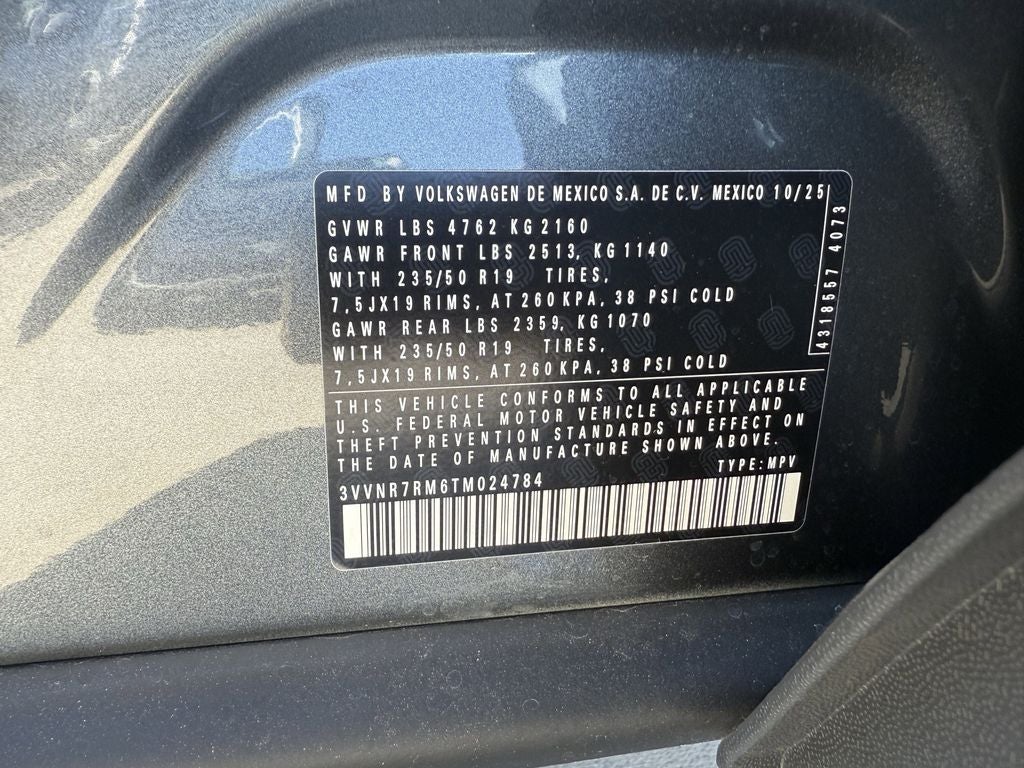 MFD BY VOLKSWAGEN DE MEXICO S.A. DE C.V. MEXICO 10/25
GVWR LBS 4762 KG 2160
GAWR FRONT LBS 2513, KG 1140
WITH 235/50 R19 TIRES,
7,5JX19 RIMS, AT 260 KPA, 38 PSI COLD
GAWR REAR LBS 2359, KG 1070
WITH 235/50 R19 TIRES,
7,5JX19 RIMS, AT 260 KPA, 38 PSI COLD
4318557 4073
THIS VEHICLE CONFORMS TO ALL APPLICABLE
U.S. FEDERAL MOTOR VEHICLE SAFETY AND
THEFT PREVENTION STANDARDS IN EFFECT ON
THE DATE OF MANUFACTURE SHOWN ABOVE.
TYPE: MPV
3VVNR7RM6TM024784